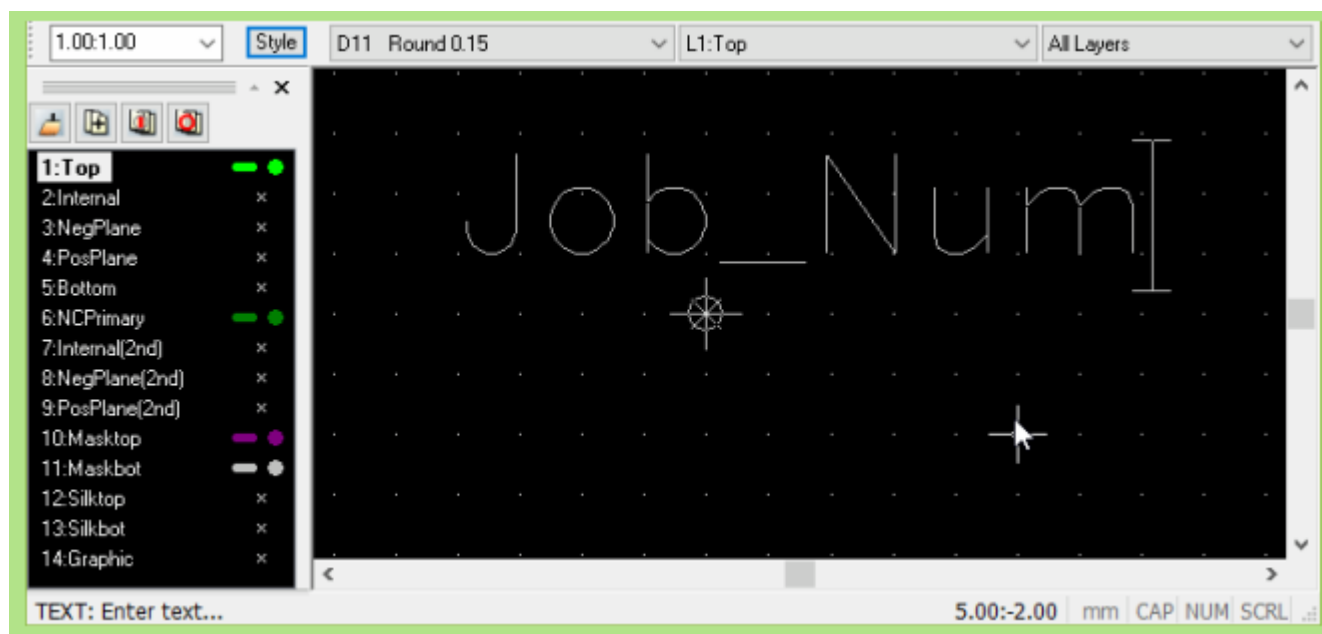 1.00:1.00 Style D11 Round 0.15 L1:Top All Layers
1:Top
2:Internal
3:NegPlane
4:PosPlane
5:Bottom
6:NCPrimary
7:Internal(2nd)
8:NegPlane(2nd)
9:PosPlane(2nd)
10:Masktop
11:Maskbot
12:Silktop
13:Silkbot
14:Graphic
Job_Num
TEXT: Enter text... 5.00:-2.00 mm CAP NUM SCRL